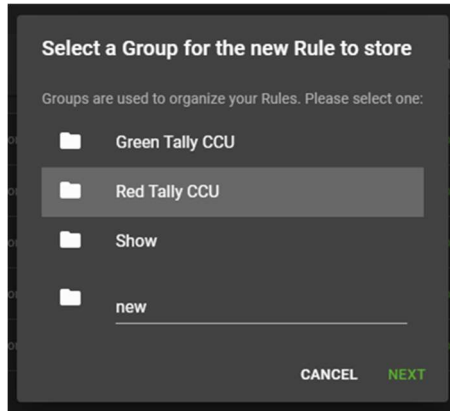 Select a Group for the new Rule to store
Groups are used to organize your Rules. Please select one:
Green Tally CCU
Red Tally CCU
Show
new
CANCEL NEXT